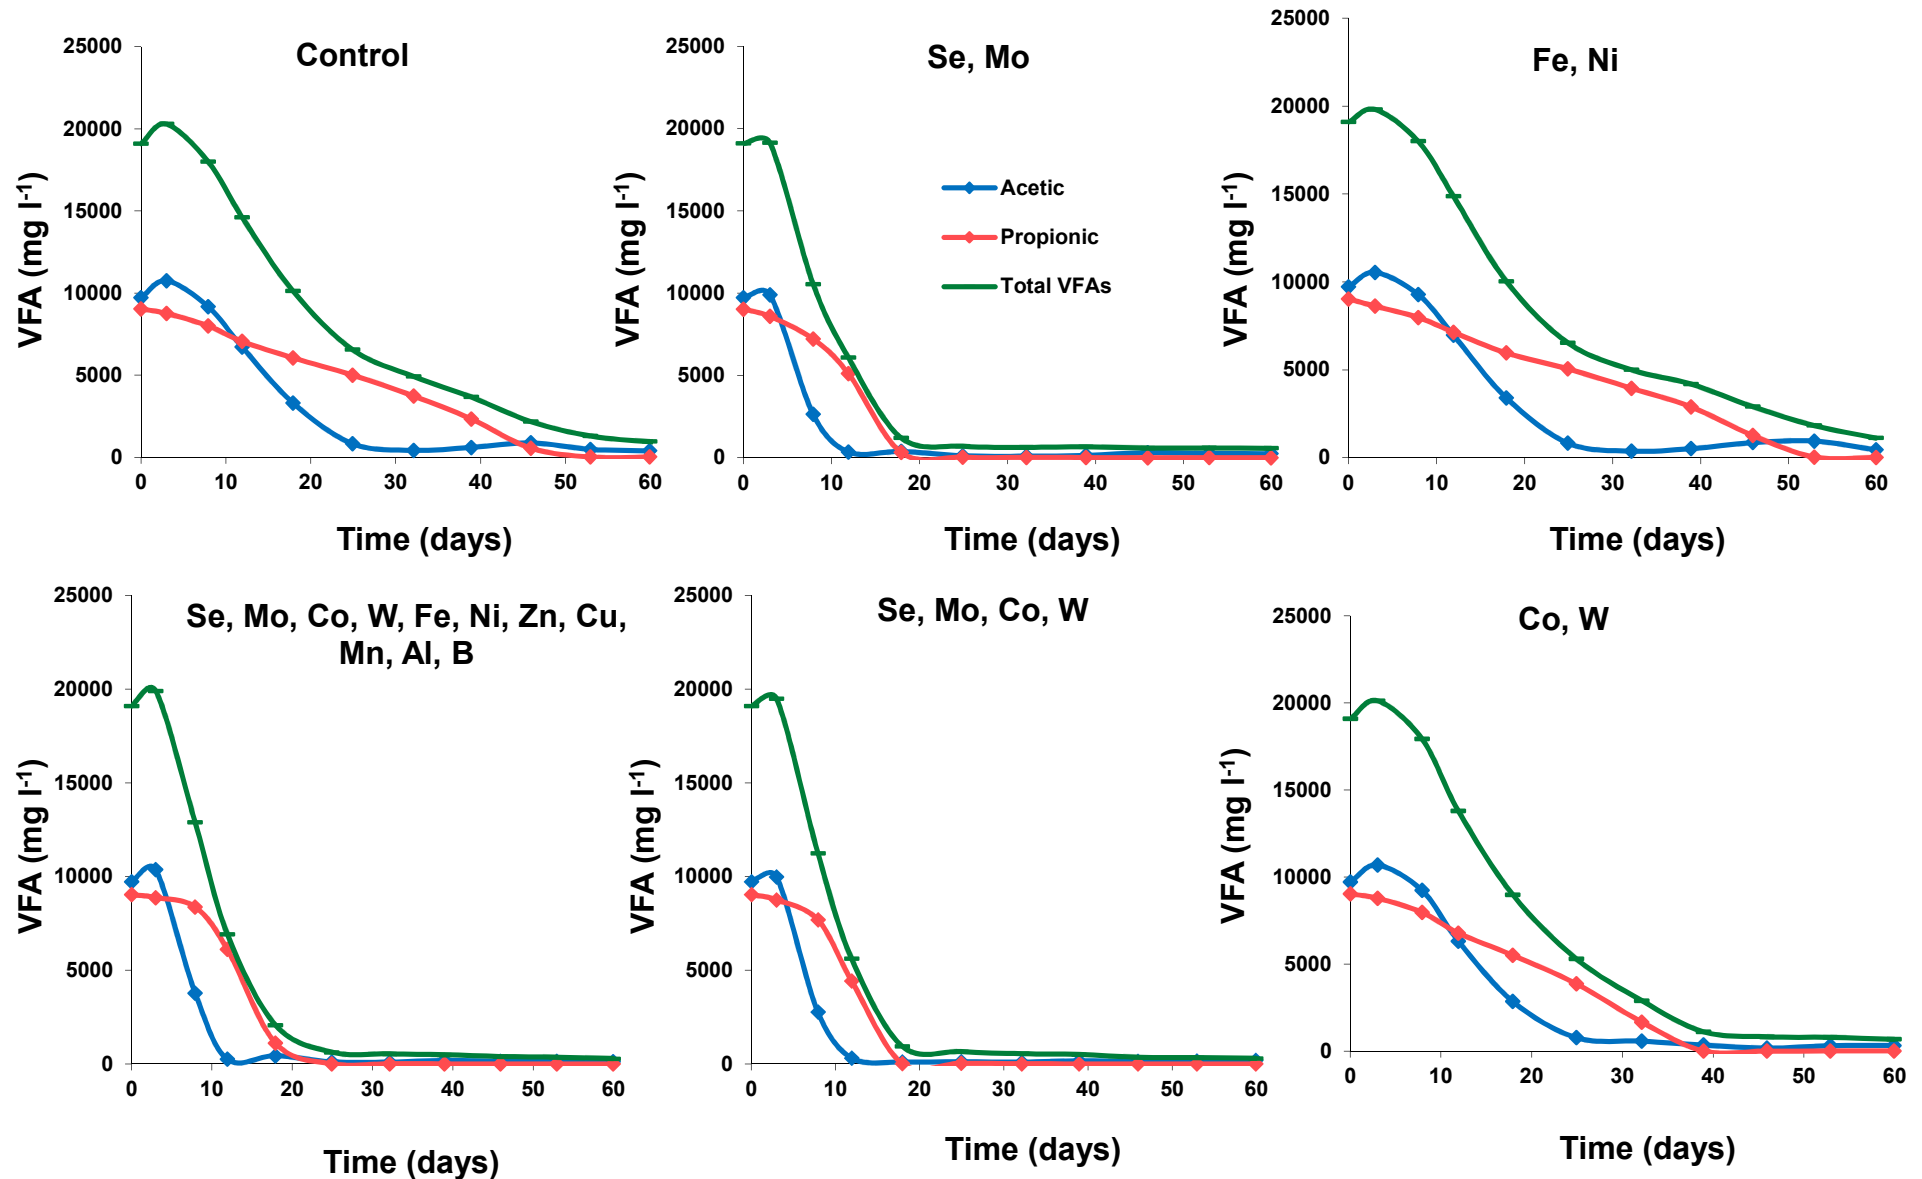 Control
25000
20000
15000
10000
5000
0
VFA (mg l-1)
0 10 20 30 40 50 60
Time (days)
Se, Mo
25000
20000
15000
10000
5000
0
VFA (mg l-1)
Acetic
Propionic
Total VFAs
0 10 20 30 40 50 60
Time (days)
Fe, Ni
25000
20000
15000
10000
5000
0
VFA (mg l-1)
0 10 20 30 40 50 60
Time (days)
Se, Mo, Co, W, Fe, Ni, Zn, Cu,
Mn, Al, B
25000
20000
15000
10000
5000
0
VFA (mg l-1)
0 10 20 30 40 50 60
Time (days)
Se, Mo, Co, W
25000
20000
15000
10000
5000
0
VFA (mg l-1)
0 10 20 30 40 50 60
Time (days)
Co, W
25000
20000
15000
10000
5000
0
VFA (mg l-1)
0 10 20 30 40 50 60
Time (days)